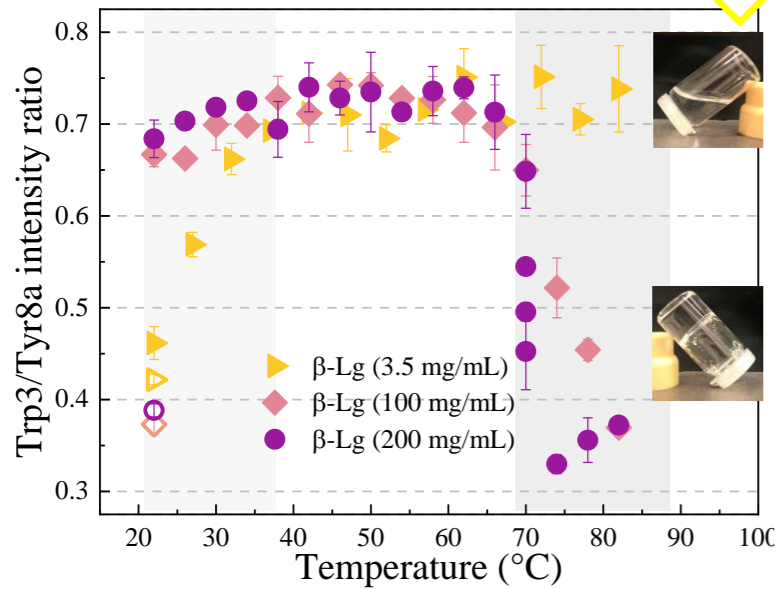 0.8
0.7
0.6
0.5
0.4
0.3
Trp3/Tyr8a intensity ratio
β-Lg (3.5 mg/mL)
β-Lg (100 mg/mL)
β-Lg (200 mg/mL)
20 30 40 50 60 70 80 90 100
Temperature (°C)